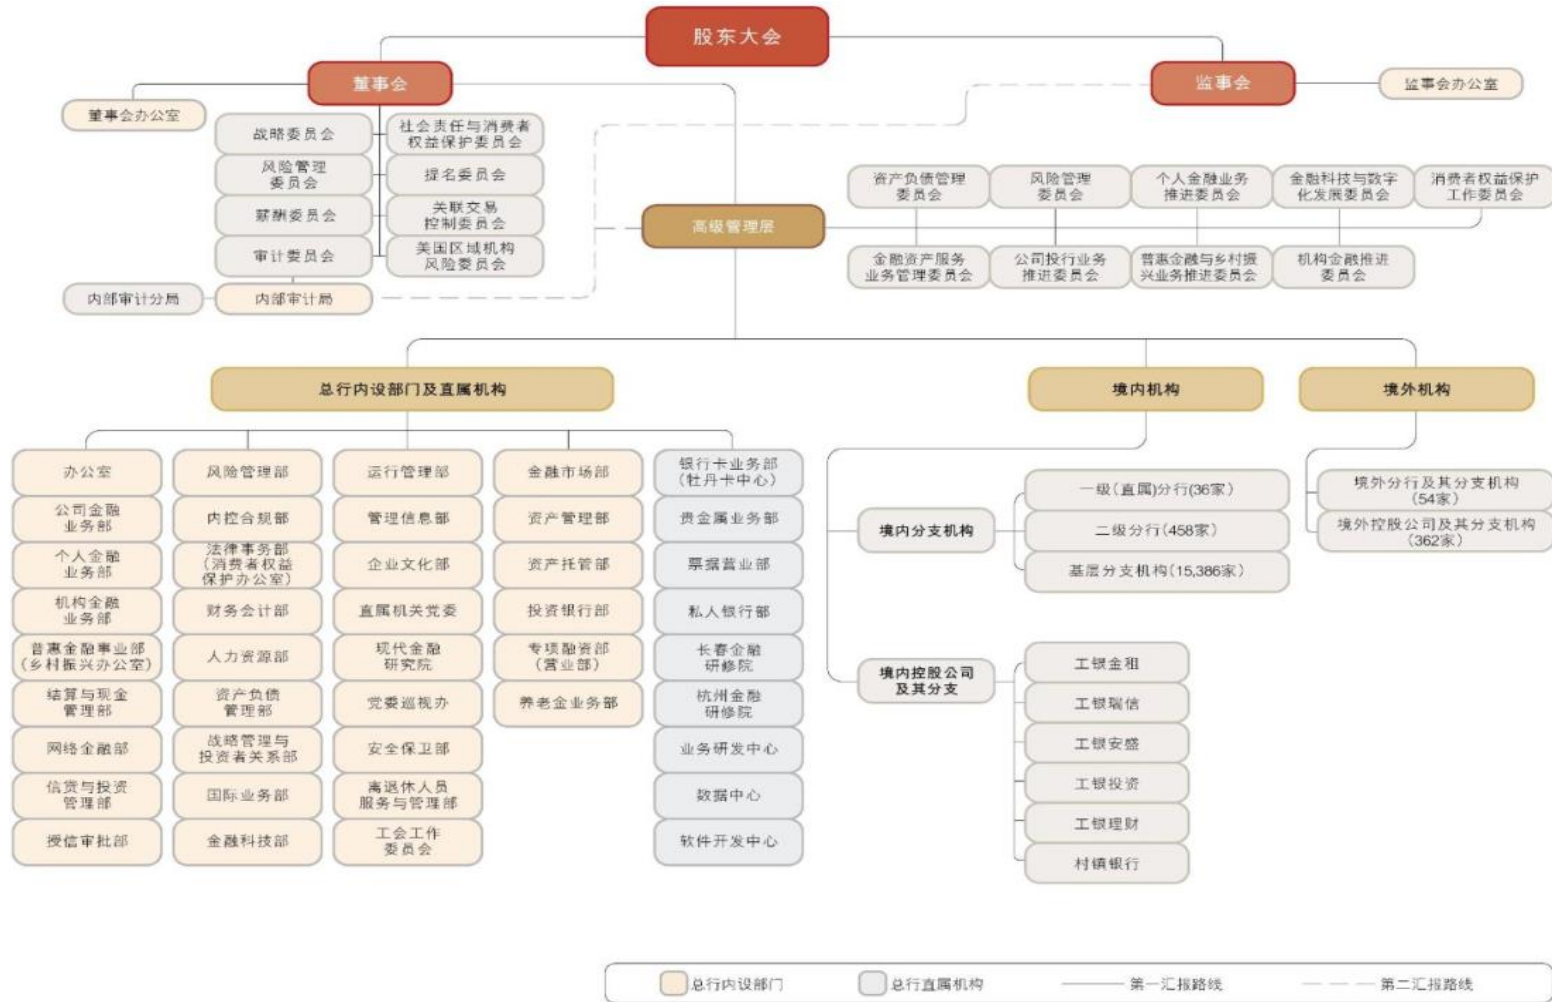 股东大会
董事会
监事会
监事会办公室
董事会办公室
战略委员会
社会责任与消费者
权益保护委员会
风险管理
委员会
提名委员会
薪酬委员会
关联交易
控制委员会
审计委员会
美国区域机构
风险委员会
内部审计分局
内部审计局
高级管理层
资产负债管理
委员会
风险管理
委员会
个人金融业务
推进委员会
金融科技与数字
化发展委员会
消费者权益保护
工作委员会
金融资产服务
业务管理委员会
公司投行业务
推进委员会
普惠金融与乡村振
兴业务推进委员会
机构金融推进
委员会
总行内设部门及直属机构
境内机构
境外机构
办公室
公司金融
业务部
个人金融
业务部
机构金融
业务部
普惠金融事业部
(乡村振兴办公室)
结算与现金
管理部
网络金融部
信贷与投资
管理部
授信审批部
风险管理部
内控合规部
法律事务部
(消费者权益
保护办公室)
财务会计部
人力资源部
资产负债
管理部
战略管理与
投资者关系部
国际业务部
金融科技部
运行管理部
管理信息部
企业文化部
直属机关党委
现代金融
研究院
党委巡视办
安全保卫部
离退休人员
服务与管理部
工会工作
委员会
金融市场部
资产管理部
资产托管部
投资银行部
专项融资部
(营业部)
养老金业务部
银行卡业务部
(牡丹卡中心)
贵金属业务部
票据营业部
私人银行部
长春金融
研修院
杭州金融
研修院
业务研发中心
数据中心
软件开发中心
境内分支机构
一级(直属)分行(36家)
二级分行(458家)
基层分支机构(15,386家)
境内控股公司
及其分支
工银金租
工银瑞信
工银安盛
工银投资
工银理财
村镇银行
境外分行及其分支机构
(54家)
境外控股公司及其分支机构
(362家)
总行内设部门
总行直属机构
第一汇报路线
第二汇报路线